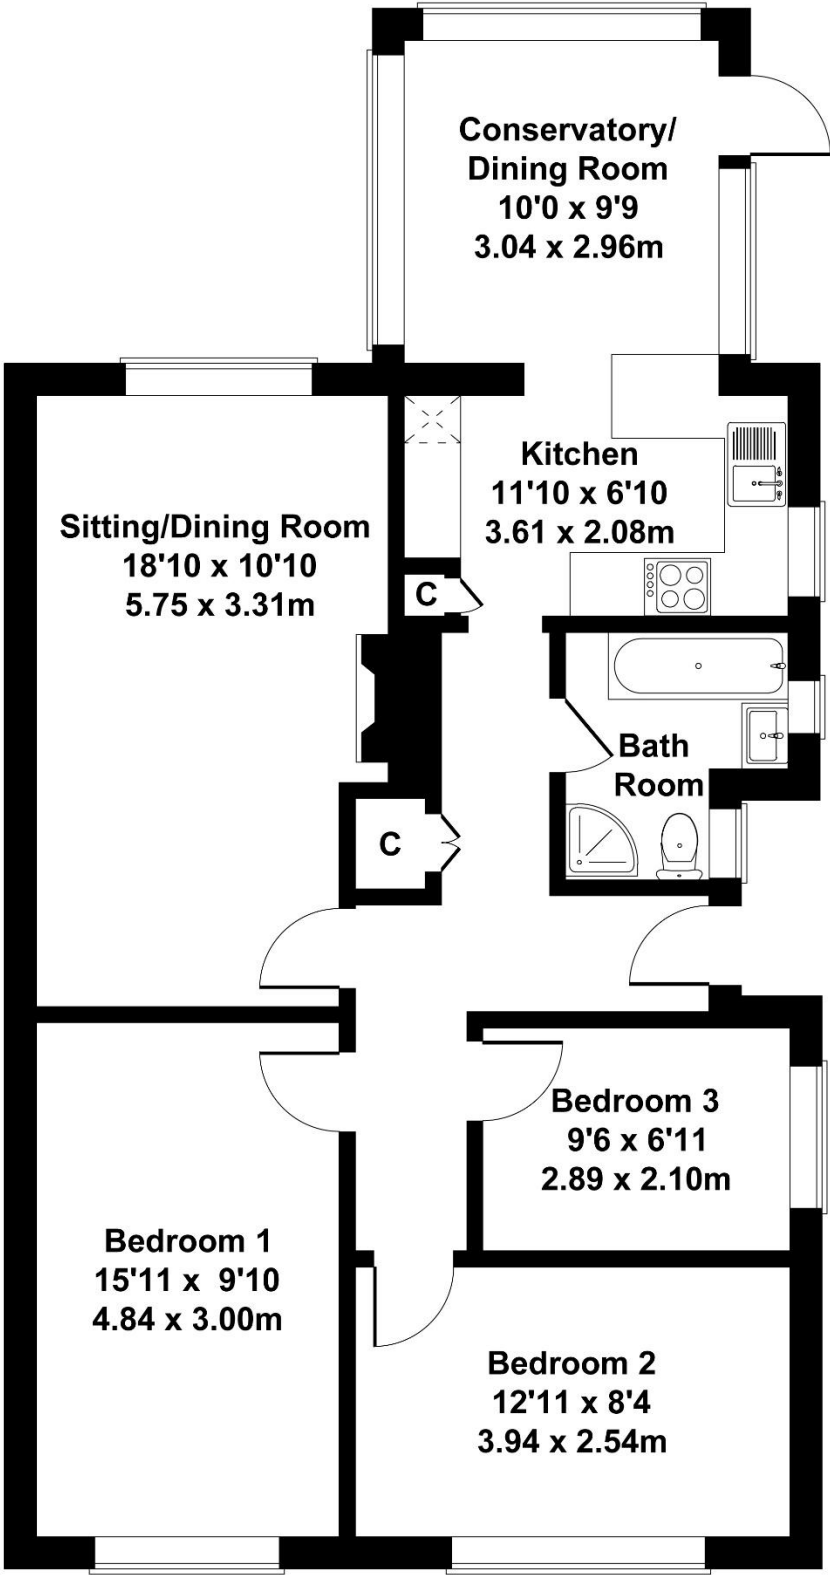 Conservatory/
Dining Room
10'0 x 9'9
3.04 x 2.96m
Kitchen
11'10 x 6'10
3.61 x 2.08m
Sitting/Dining Room
18'10 x 10'10
5.75 x 3.31m
C
Bath
Room
C
Bedroom 3
9'6 x 6'11
2.89 x 2.10m
Bedroom 1
15'11 x 9'10
4.84 x 3.00m
Bedroom 2
12'11 x 8'4
3.94 x 2.54m